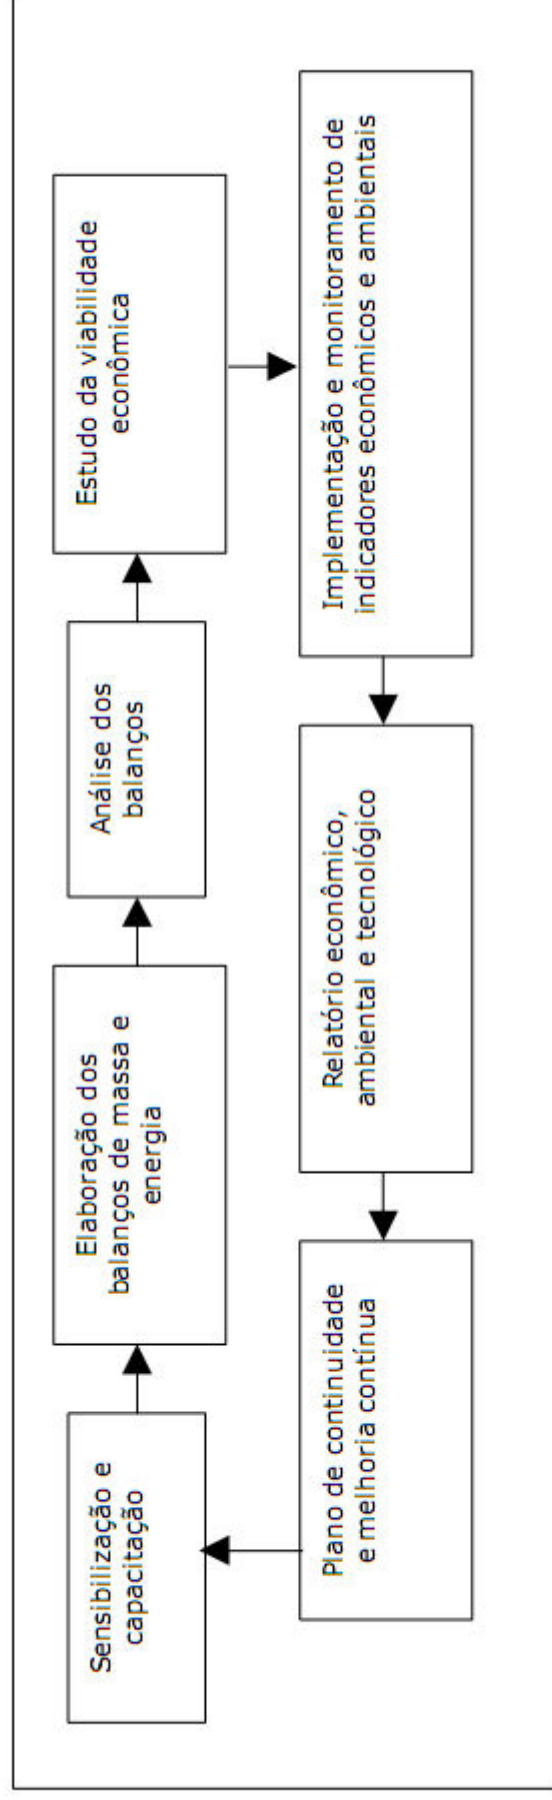 Sensibilização e
capacitação
Elaboração dos
balanços de massa e
energia
Análise dos
balanços
Estudo da viabilidade
econômica
Implementação e monitoramento de
indicadores econômicos e ambientais
Relatório econômico,
ambiental e tecnológico
Plano de continuidade
e melhoria contínua